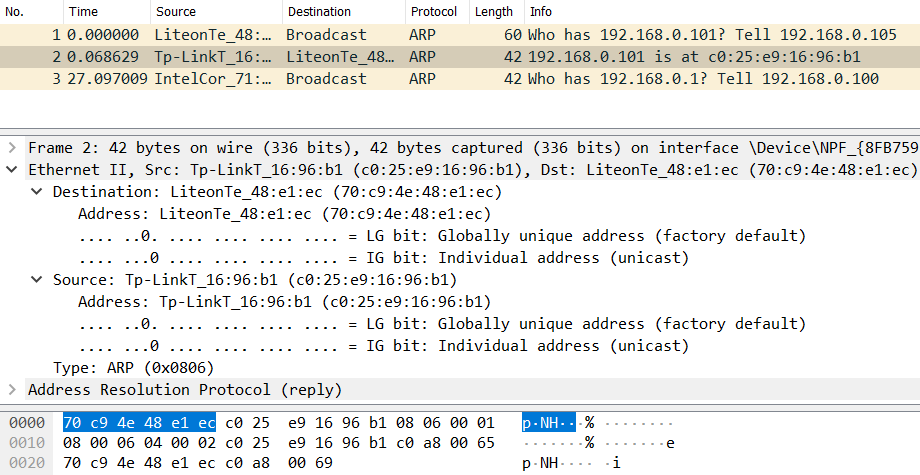 No. Time Source Destination Protocol Length Info
1 0.000000 LiteonTe_48:… Broadcast ARP 60 Who has 192.168.0.101? Tell 192.168.0.105
2 0.068629 Tp-LinkT_16:… LiteonTe_48… ARP 42 192.168.0.101 is at c0:25:e9:16:96:b1
3 27.097009 IntelCor_71:… Broadcast ARP 42 Who has 192.168.0.1? Tell 192.168.0.100
Frame 2: 42 bytes on wire (336 bits), 42 bytes captured (336 bits) on interface \Device\NPF_{8FB759
Ethernet II, Src: Tp-LinkT_16:96:b1 (c0:25:e9:16:96:b1), Dst: LiteonTe_48:e1:ec (70:c9:4e:48:e1:ec)
Destination: LiteonTe_48:e1:ec (70:c9:4e:48:e1:ec)
Address: LiteonTe_48:e1:ec (70:c9:4e:48:e1:ec)
.... ..0. .... .... .... .... = LG bit: Globally unique address (factory default)
.... ...0 .... .... .... .... = IG bit: Individual address (unicast)
Source: Tp-LinkT_16:96:b1 (c0:25:e9:16:96:b1)
Address: Tp-LinkT_16:96:b1 (c0:25:e9:16:96:b1)
.... ..0. .... .... .... .... = LG bit: Globally unique address (factory default)
.... ...0 .... .... .... .... = IG bit: Individual address (unicast)
Type: ARP (0x0806)
Address Resolution Protocol (reply)
0000 70 c9 4e 48 e1 ec c0 25 e9 16 96 b1 08 06 00 01 p·NH···% ········
0010 08 00 06 04 00 02 c0 25 e9 16 96 b1 c0 a8 00 65 ·······% ·······e
0020 70 c9 4e 48 e1 ec c0 a8 00 69 p·NH···· ·i